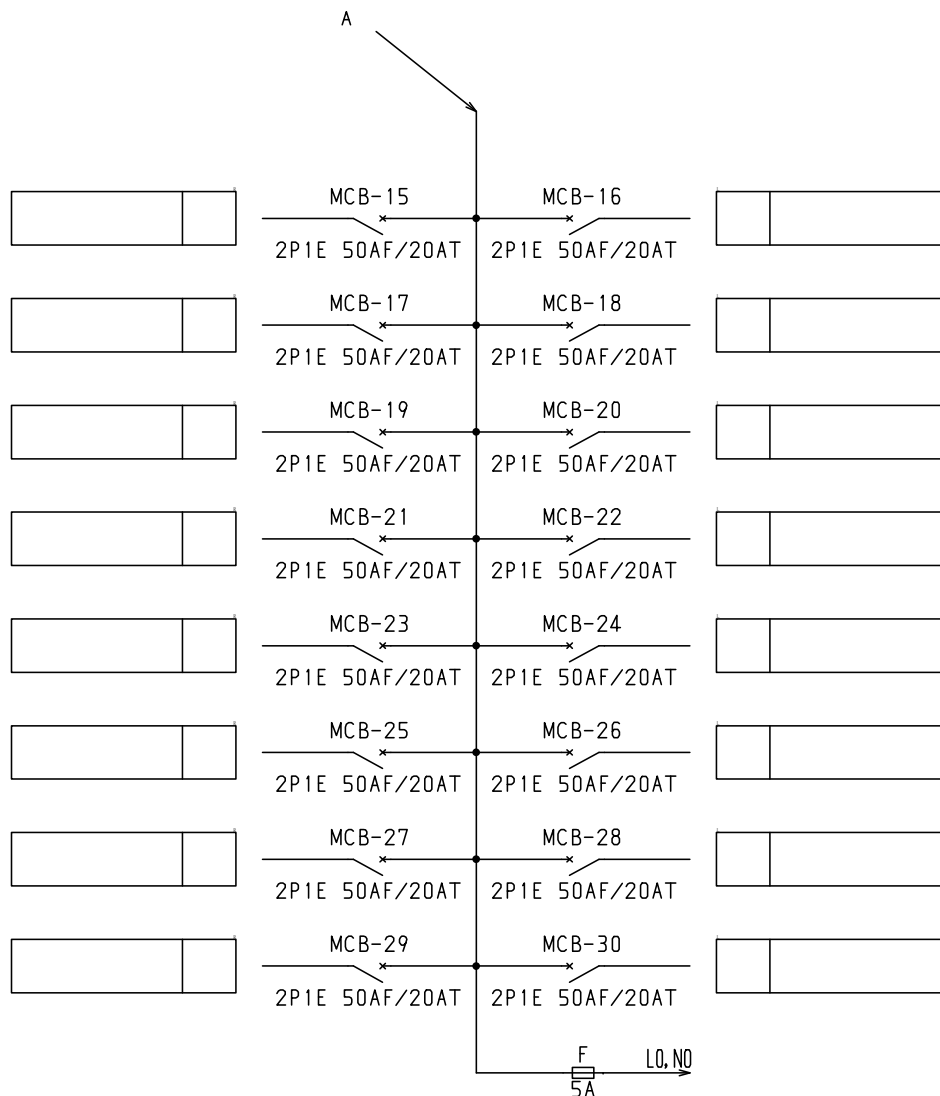 A
MCB-15 MCB-16
2P1E 50AF/20AT 2P1E 50AF/20AT
MCB-17 MCB-18
2P1E 50AF/20AT 2P1E 50AF/20AT
MCB-19 MCB-20
2P1E 50AF/20AT 2P1E 50AF/20AT
MCB-21 MCB-22
2P1E 50AF/20AT 2P1E 50AF/20AT
MCB-23 MCB-24
2P1E 50AF/20AT 2P1E 50AF/20AT
MCB-25 MCB-26
2P1E 50AF/20AT 2P1E 50AF/20AT
MCB-27 MCB-28
2P1E 50AF/20AT 2P1E 50AF/20AT
MCB-29 MCB-30
2P1E 50AF/20AT 2P1E 50AF/20AT
F L0,N0
5A